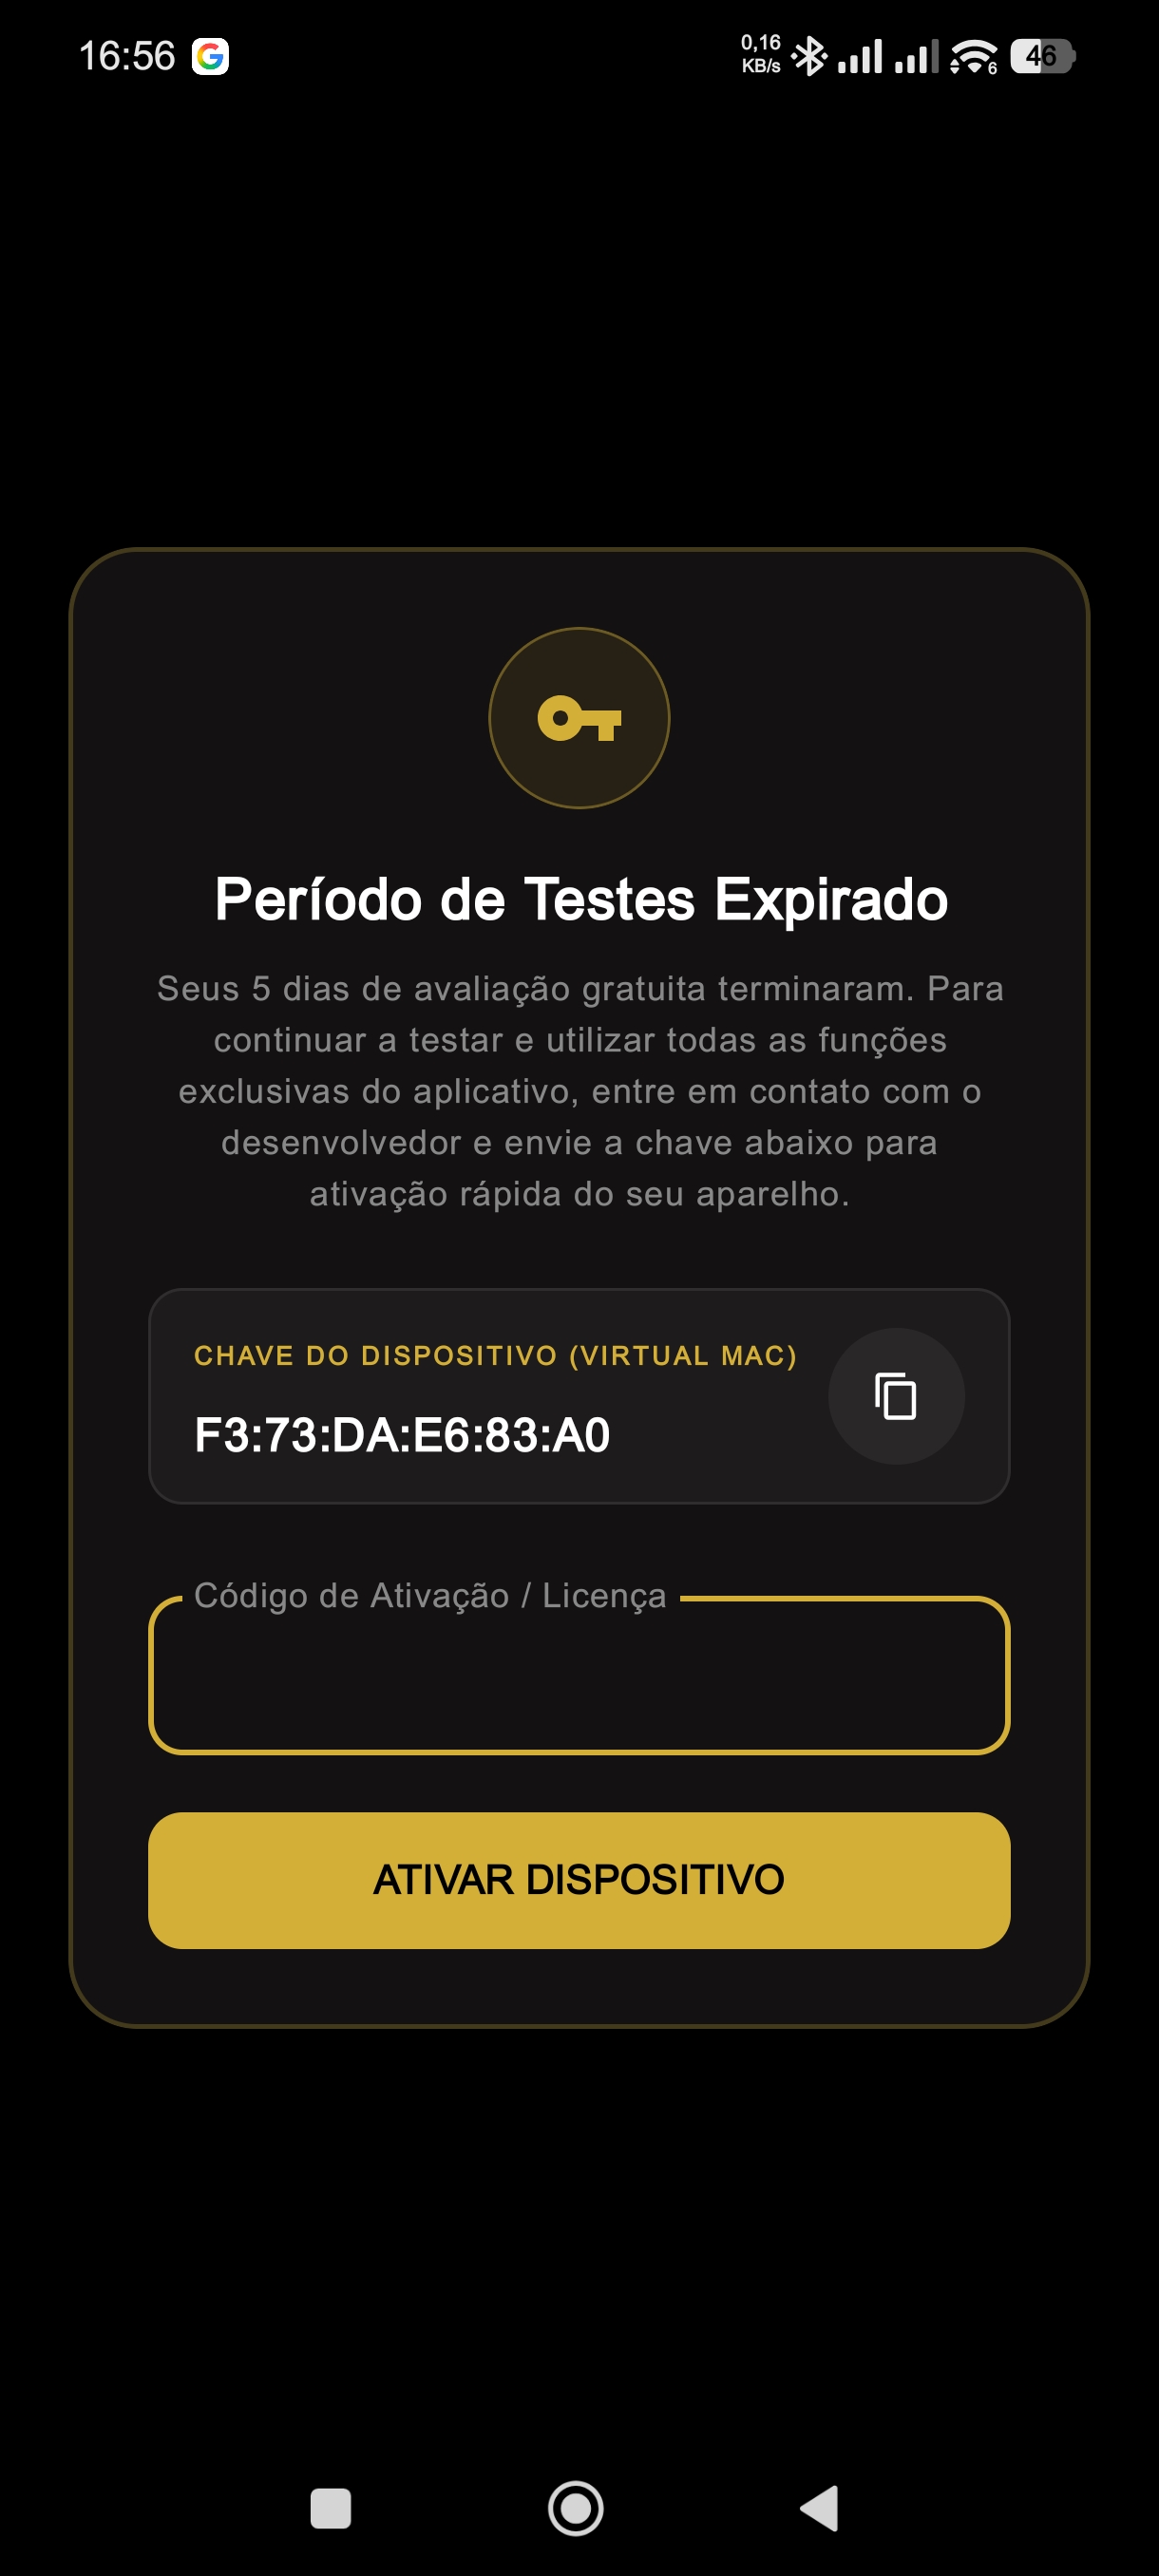 16:56
0,16
KB/s
6
46
Período de Testes Expirado
Seus 5 dias de avaliação gratuita terminaram. Para
continuar a testar e utilizar todas as funções
exclusivas do aplicativo, entre em contato com o
desenvolvedor e envie a chave abaixo para
ativação rápida do seu aparelho.
CHAVE DO DISPOSITIVO (VIRTUAL MAC)
F3:73:DA:E6:83:A0
Código de Ativação / Licença
ATIVAR DISPOSITIVO